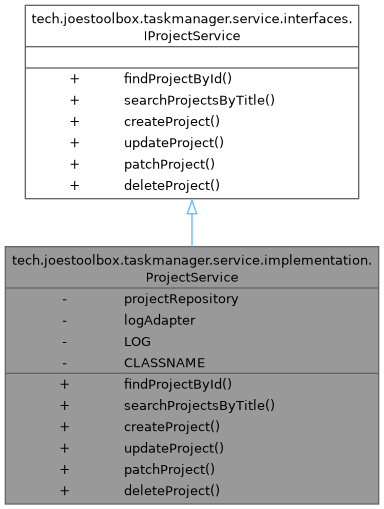 tech.joestoolbox.taskmanager.service.interfaces.
IProjectService
+ findProjectById()
+ searchProjectsByTitle()
+ createProject()
+ updateProject()
+ patchProject()
+ deleteProject()
tech.joestoolbox.taskmanager.service.implementation.
ProjectService
- projectRepository
- logAdapter
- LOG
- CLASSNAME
+ findProjectById()
+ searchProjectsByTitle()
+ createProject()
+ updateProject()
+ patchProject()
+ deleteProject()